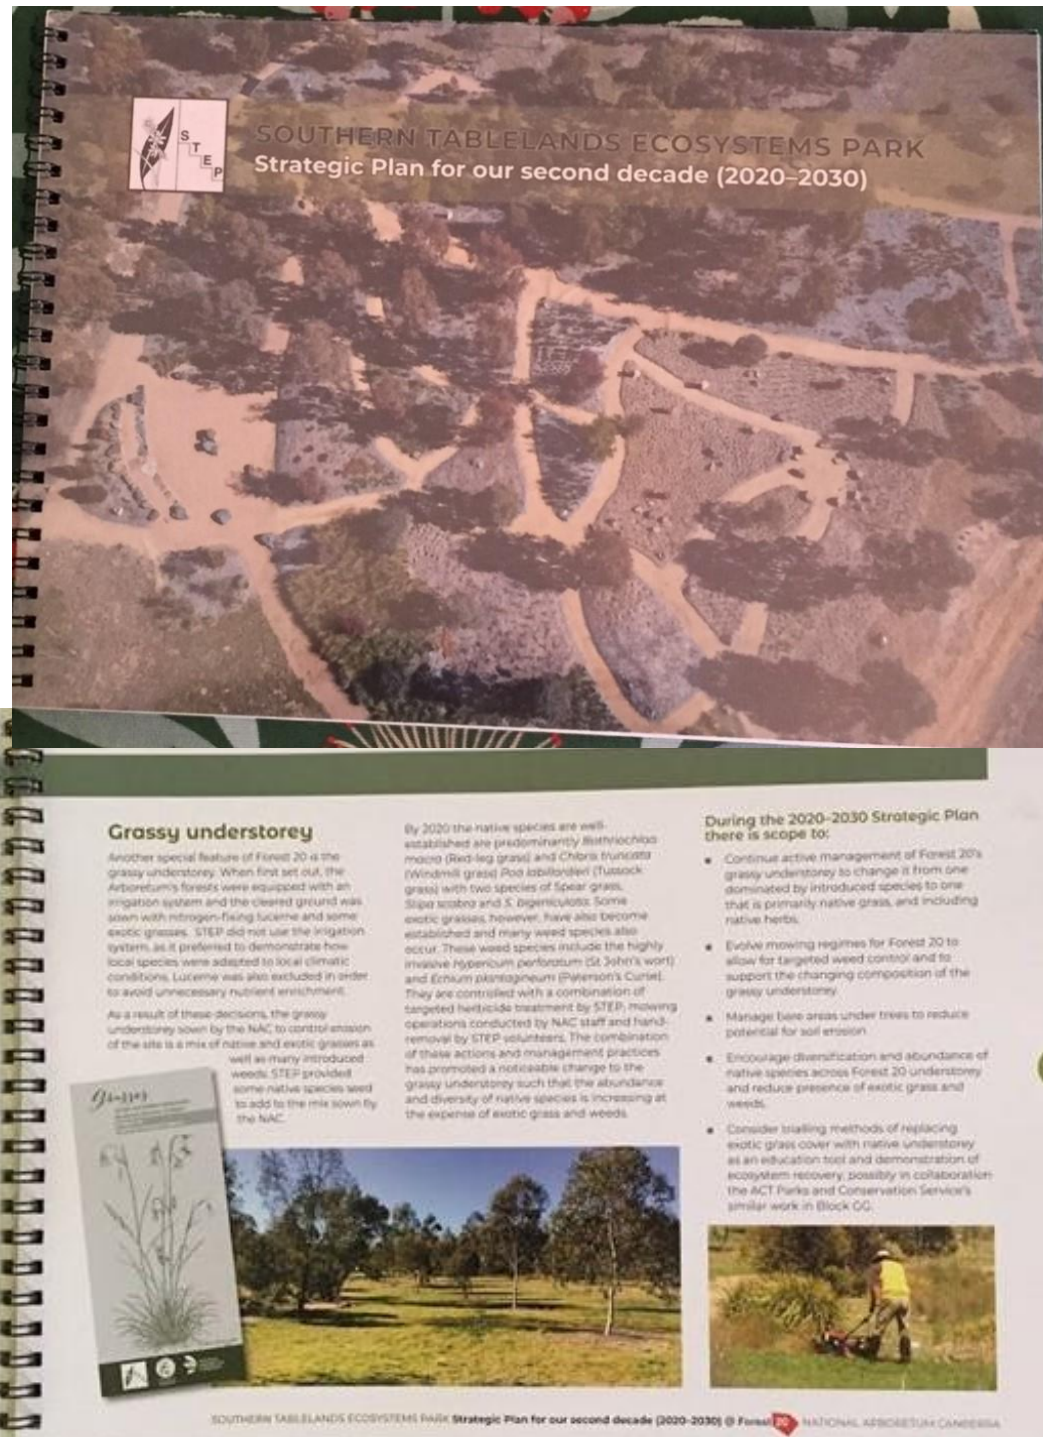 STEP
SOUTHERN TABLELANDS ECOSYSTEMS PARK
Strategic Plan for our second decade (2020–2030)
Grassy understorey
Another special feature of Forest 20 is the
grassy understorey. When first set out, the
Arboretum's forests were equipped with an
irrigation system and the cleared ground was
sown with nitrogen-fixing lucerne and some
exotic grasses. STEP did not use the irrigation
system, as it preferred to demonstrate how
local species were adapted to local climatic
conditions. Lucerne was also excluded in order
to avoid unnecessary nutrient enrichment.
As a result of these decisions, the grassy
understorey sown by the NAC to control erosion
of the site is a mix of native and exotic grasses as
well as many introduced
weeds. STEP provided
some native species seed
to add to the mix sown by
the NAC.
Grasses
By 2020 the native species are well-
established are predominantly Bothriochloa
macra (Red-leg grass) and Chloris truncata
(Windmill grass) Poa labillardieri (Tussock
grass) with two species of Spear grass,
Stipa scabra and S. bigeniculata. Some
exotic grasses, however, have also become
established and many weed species also
occur. These weed species include the highly
invasive Hypericum perforatum (St John's wort)
and Echium plantagineum (Paterson's Curse).
They are controlled with a combination of
targeted herbicide treatment by STEP, mowing
operations conducted by NAC staff and hand-
removal by STEP volunteers. The combination
of these actions and management practices
has promoted a noticeable change to the
grassy understorey such that the abundance
and diversity of native species is increasing at
the expense of exotic grass and weeds.
During the 2020–2030 Strategic Plan
there is scope to:
• Continue active management of Forest 20's
grassy understorey to change it from one
dominated by introduced species to one
that is primarily native grass, and including
native herbs.
• Evolve mowing regimes for Forest 20 to
allow for targeted weed control and to
support the changing composition of the
grassy understorey
• Manage bare areas under trees to reduce
potential for soil erosion
• Encourage diversification and abundance of
native species across Forest 20 understorey
and reduce presence of exotic grass and
weeds.
• Consider trialling methods of replacing
exotic grass cover with native understorey
as an education tool and demonstration of
ecosystem recovery, possibly in collaboration
the ACT Parks and Conservation Service's
similar work in Block GG.
SOUTHERN TABLELANDS ECOSYSTEMS PARK Strategic Plan for our second decade (2020–2030) @ Forest 20 NATIONAL ARBORETUM CANBERRA